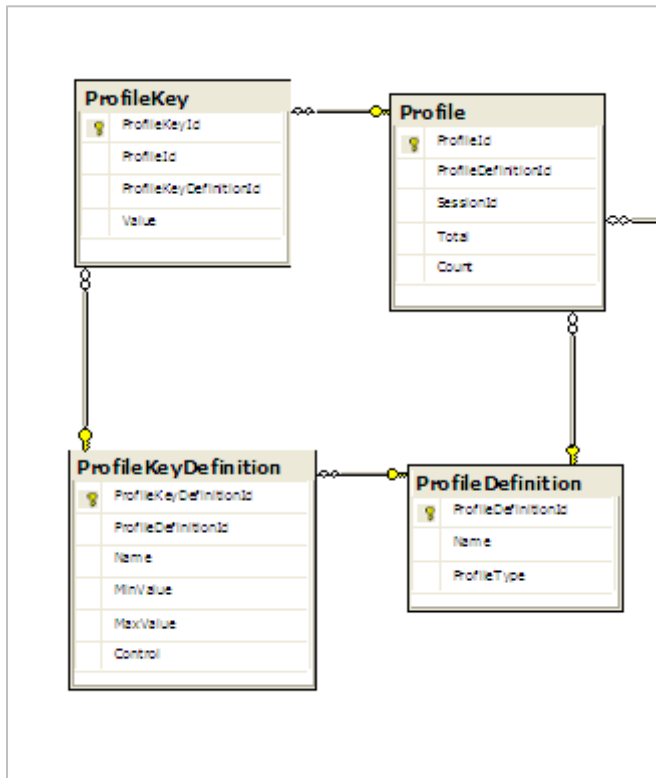 ProfileKey
ProfileKeyId
ProfileId
ProfileKeyDefinitionId
Value
Profile
ProfileId
ProfileDefinitionId
SessionId
Total
Court
ProfileKeyDefinition
ProfileKeyDefinitionId
ProfileDefinitionId
Name
MinValue
MaxValue
Control
ProfileDefinition
ProfileDefinitionId
Name
ProfileType